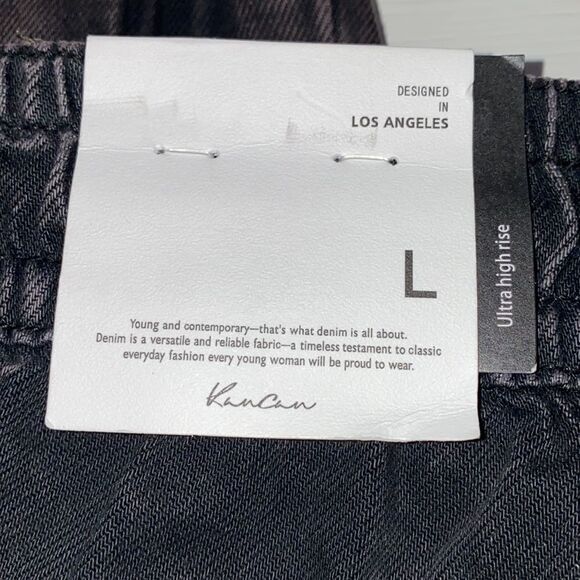 DESIGNED
IN
LOS ANGELES
L
Ultra high rise
Young and contemporary—that's what denim is all about.
Denim is a versatile and reliable fabric—a timeless testament to classic
everyday fashion every young woman will be proud to wear.
KanCan